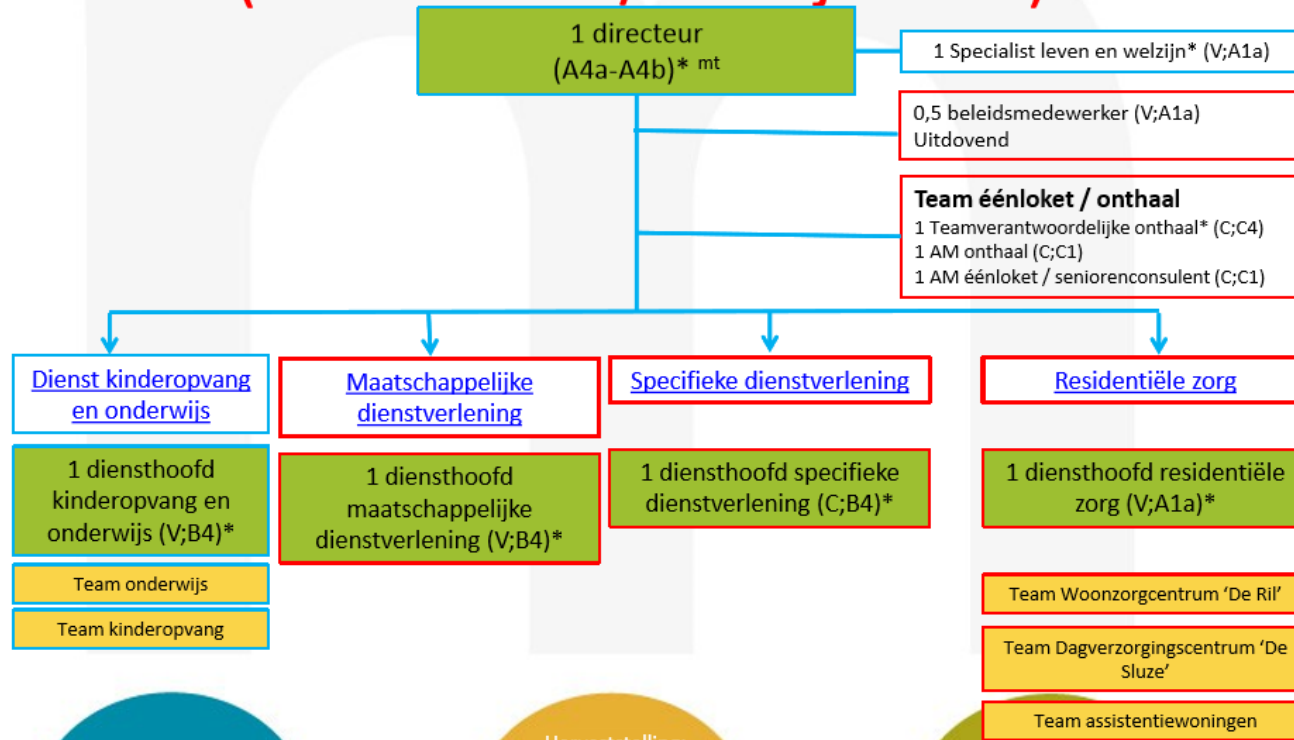 1 directeur
(A4a-A4b)* mt
1 Specialist leven en welzijn* (V;A1a)
0,5 beleidsmedewerker (V;A1a)
Uitdovend
Team éénloket / onthaal
1 Teamverantwoordelijke onthaal* (C;C4)
1 AM onthaal (C;C1)
1 AM éénloket / seniorenconsulent (C;C1)
Dienst kinderopvang
en onderwijs
1 diensthoofd
kinderopvang en
onderwijs (V;B4)*
Team onderwijs
Team kinderopvang
Maatschappelijke
dienstverlening
1 diensthoofd
maatschappelijke
dienstverlening (V;B4)*
Specifieke dienstverlening
1 diensthoofd specifieke
dienstverlening (C;B4)*
Residentiële zorg
1 diensthoofd residentiële
zorg (V;A1a)*
Team Woonzorgcentrum ‘De Ril’
Team Dagverzorgingscentrum ‘De
Sluze’
Team assistentiewoningen